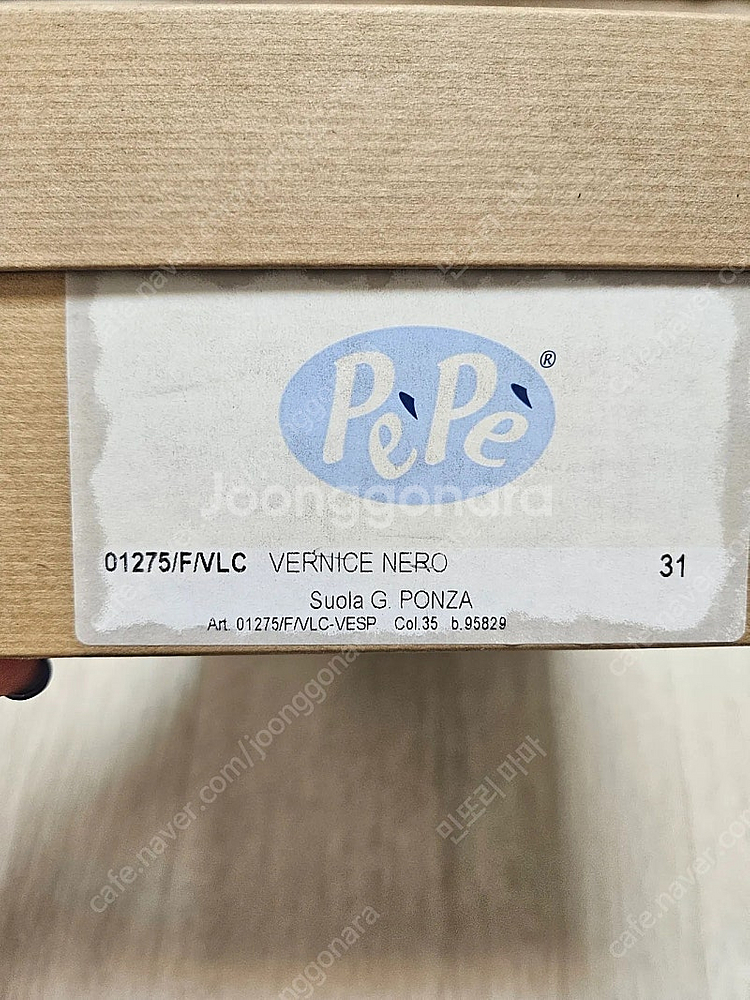 PèPè ®
Joonggonara
01275/F/VLC VERNICE NERO 31
Suola G. PONZA
Art. 01275/F/VLC-VESP Col.35 b.95829
cafe.naver.com/joonggonara